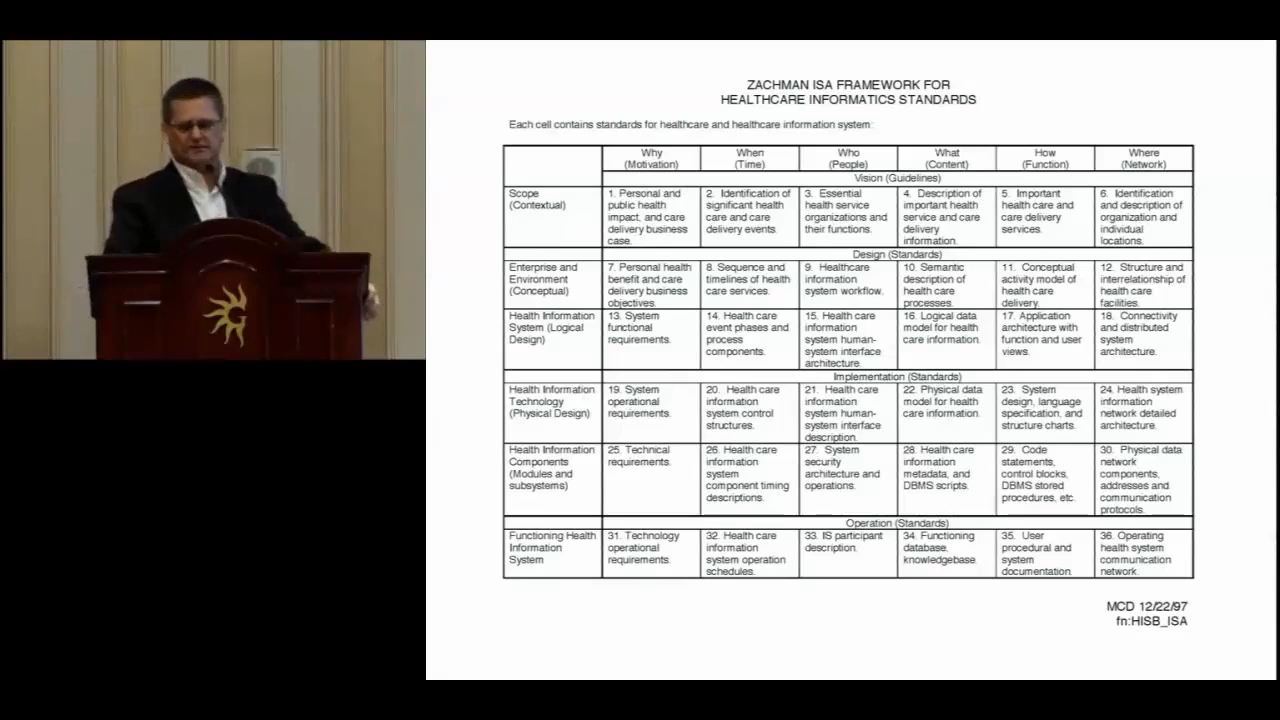 ZACHMAN ISA FRAMEWORK FOR
HEALTHCARE INFORMATICS STANDARDS
Each cell contains standards for healthcare and healthcare information system:
Why
(Motivation)
When
(Time)
Who
(People)
What
(Content)
How
(Function)
Where
(Network)
Vision (Guidelines)
Scope
(Contextual)
1. Personal and
public health
impact, and care
delivery business
case.
2. Identification of
significant health
care and care
delivery events.
3. Essential
health service
organizations and
their functions.
4. Description of
important health
service and care
delivery
information.
5. Important
health care and
care delivery
services.
6. Identification
and description of
organization and
individual
locations.
Design (Standards)
Enterprise and
Environment
(Conceptual)
7. Personal health
benefit and care
delivery business
objectives.
8. Sequence and
timelines of health
care services.
9. Healthcare
information
system workflow.
10. Semantic
description of
health care
processes.
11. Conceptual
activity model of
health care
delivery.
12. Structure and
interrelationship of
health care
facilities.
Health Information
System (Logical
Design)
13. System
functional
requirements.
14. Health care
event phases and
process
components.
15. Health care
information
system human-
system interface
architecture.
16. Logical data
model for health
care information.
17. Application
architecture with
function and user
views.
18. Connectivity
and distributed
system
architecture.
Implementation (Standards)
Health Information
Technology
(Physical Design)
19. System
operational
requirements.
20. Health care
information
system control
structures.
21. Health care
information
system human-
system interface
description.
22. Physical data
model for health
care information.
23. System
design, language
specification, and
structure charts.
24. Health system
information
network detailed
architecture.
Health Information
Components
(Modules and
subsystems)
25. Technical
requirements.
26. Health care
information
system
component timing
descriptions.
27. System
security
architecture and
operations.
28. Health care
information
metadata, and
DBMS scripts.
29. Code
statements,
control blocks,
DBMS stored
procedures, etc.
30. Physical data
network
components,
addresses and
communication
protocols.
Operation (Standards)
Functioning Health
Information
System
31. Technology
operational
requirements.
32. Health care
information
system operation
schedules.
33. IS participant
description.
34. Functioning
database,
knowledgebase.
35. User
procedural and
system
documentation.
36. Operating
health system
communication
network.
MCD 12/22/97
fn:HISB_ISA